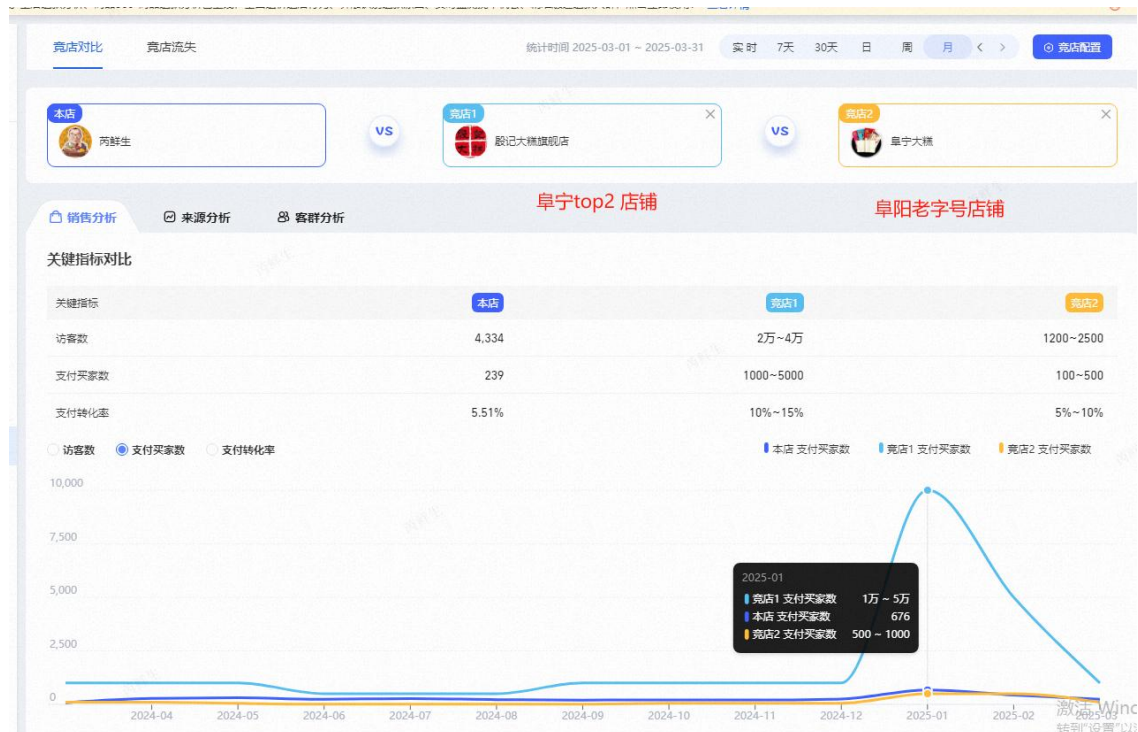 竞店对比 竞店流失 统计时间 2025-03-01 ~ 2025-03-31 实时 7天 30天 日 周 月 < > 竞店配置
本店 竞店1 竞店2
芮鲜生 VS 殷记大糕旗舰店 VS 阜宁大糕
阜宁top2 店铺 阜阳老字号店铺
销售分析 来源分析 客群分析
关键指标对比
关键指标 本店 竞店1 竞店2
访客数 4,334 2万~4万 1200~2500
支付买家数 239 1000~5000 100~500
支付转化率 5.51% 10%~15% 5%~10%
访客数 支付买家数 支付转化率 本店 支付买家数 竞店1 支付买家数 竞店2 支付买家数
10,000
7,500
5,000
2,500
0
2025-01
竞店1 支付买家数 1万 ~ 5万
本店 支付买家数 676
竞店2 支付买家数 500 ~ 1000
2024-04 2024-05 2024-06 2024-07 2024-08 2024-09 2024-10 2024-11 2024-12 2025-01 2025-02 2025-03
激活 Winc